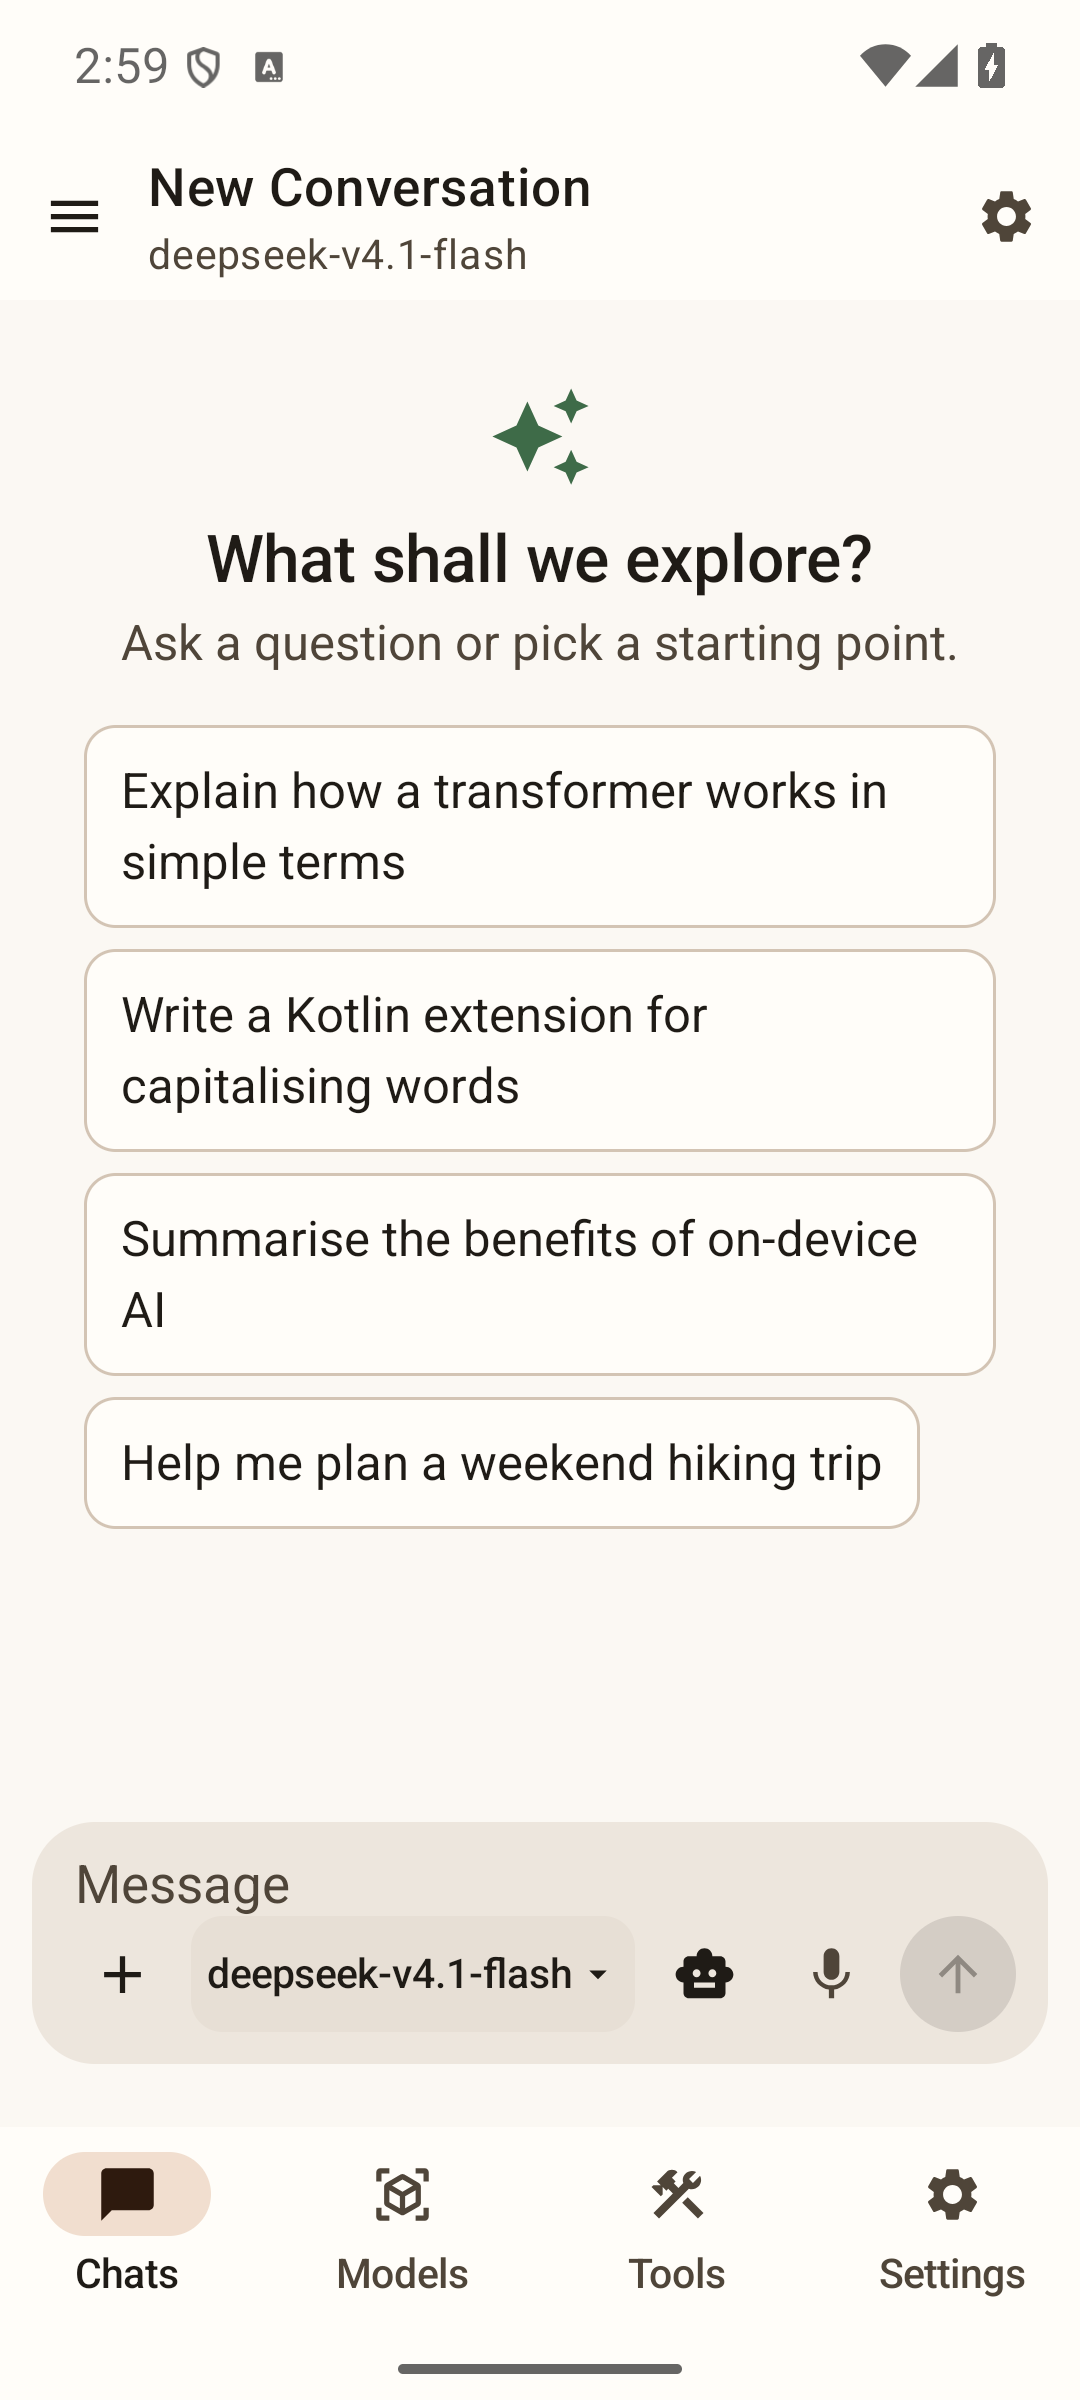 2:59
New Conversation
deepseek-v4.1-flash
What shall we explore?
Ask a question or pick a starting point.
Explain how a transformer works in
simple terms
Write a Kotlin extension for
capitalising words
Summarise the benefits of on-device
AI
Help me plan a weekend hiking trip
Message
deepseek-v4.1-flash
Chats
Models
Tools
Settings